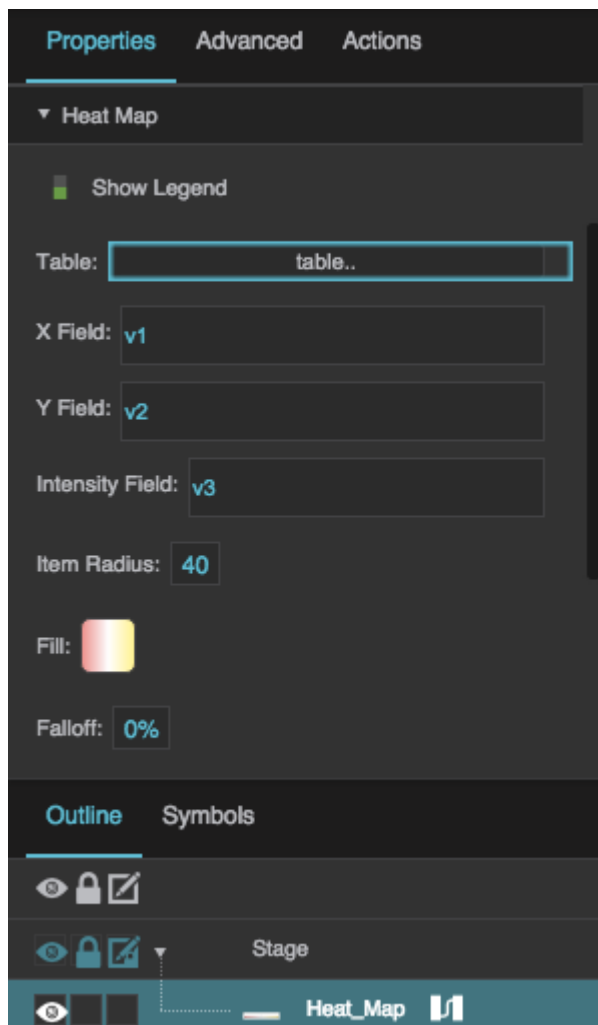 Properties Advanced Actions
Heat Map
Show Legend
Table: table..
X Field: v1
Y Field: v2
Intensity Field: v3
Item Radius: 40
Fill:
Falloff: 0%
Outline Symbols
Stage
Heat_Map